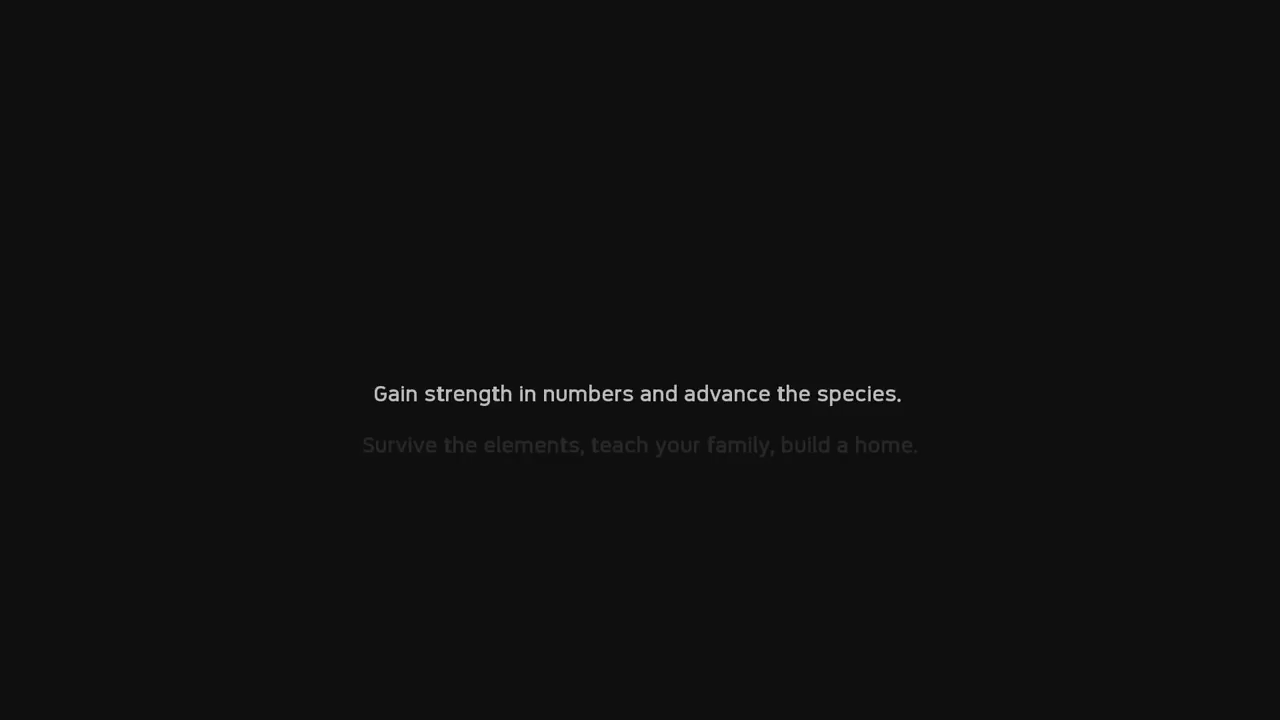 Gain strength in numbers and advance the species.
Survive the elements, teach your family, build a home.